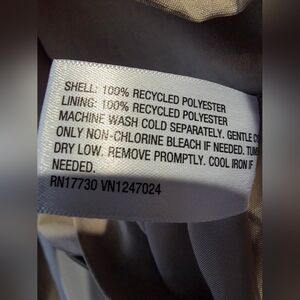 SHELL: 100% RECYCLED POLYESTER
LINING: 100% RECYCLED POLYESTER
MACHINE WASH COLD SEPARATELY. GENTLE
ONLY NON-CHLORINE BLEACH IF NEEDED.
DRY LOW. REMOVE PROMPTLY. COOL IRON IF
NEEDED.
RN17730 VN1247024